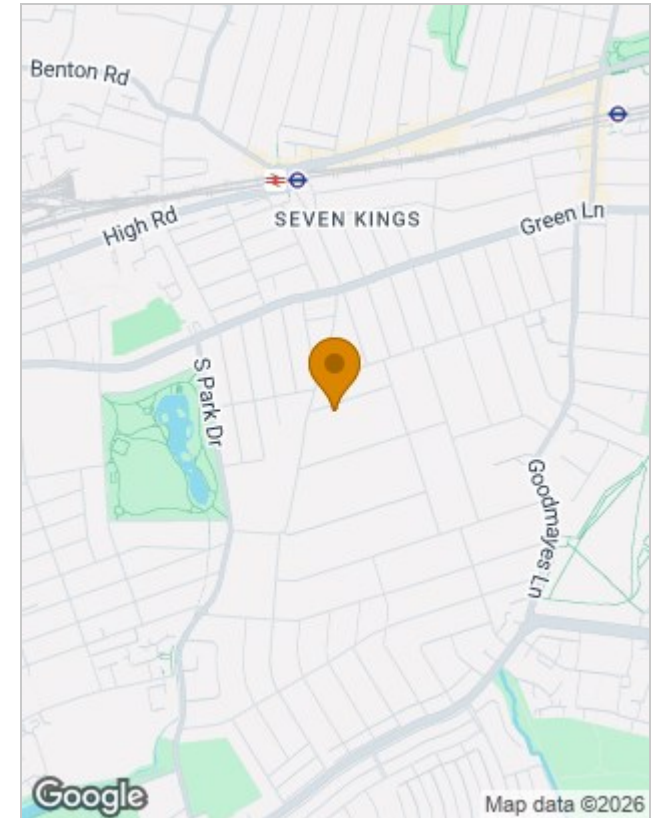 Benton Rd
High Rd
SEVEN KINGS
Green Ln
S Park Dr
Goodmayes Ln
Google
Map data ©2026